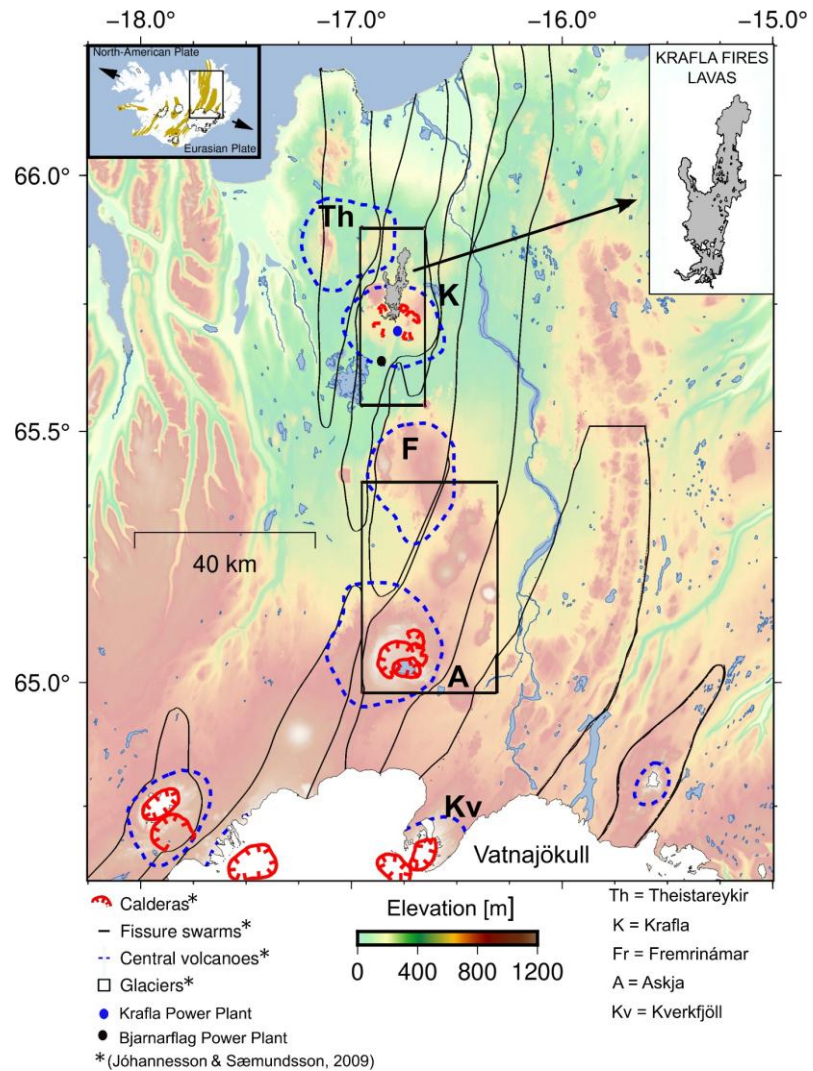 −18.0°
−17.0°
−16.0°
−15.0°
North-American Plate
Eurasian Plate
KRAFLA FIRES
LAVAS
66.0°
Th
K
65.5°
F
40 km
65.0°
A
Kv
Vatnajökull
Calderas*
Fissure swarms*
Central volcanoes*
Glaciers*
Krafla Power Plant
Bjarnarflag Power Plant
*(Jóhannesson & Sæmundsson, 2009)
Elevation [m]
0 400 800 1200
Th = Theistareykir
K = Krafla
Fr = Fremrinámar
A = Askja
Kv = Kverkfjöll